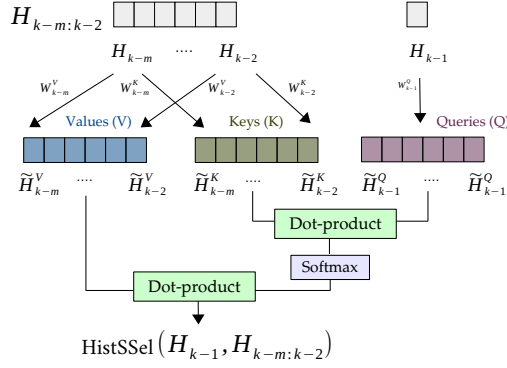 H_{k-m:k-2}
H_{k-m} .... H_{k-2} H_{k-1}
W^V_{k-m} W^K_{k-m} W^V_{k-2} W^K_{k-2} W^Q_{k-1}
Values (V) Keys (K) Queries (Q)
H̃^V_{k-m} .... H̃^V_{k-2} H̃^K_{k-m} .... H̃^K_{k-2} H̃^Q_{k-1} .... H̃^Q_{k-1}
Dot-product
Softmax
Dot-product
HistSSel(H_{k-1}, H_{k-m:k-2})